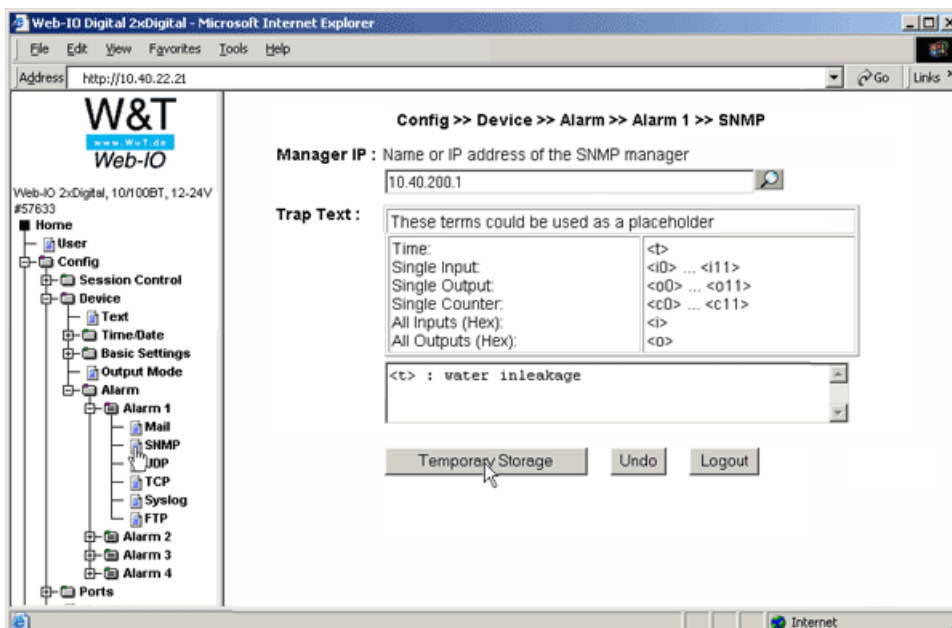 Web-IO Digital 2xDigital - Microsoft Internet Explorer
File Edit View Favorites Tools Help
Address http://10.40.22.21 Go Links »
W&T
www.WuT.de
Web-IO
Web-IO 2xDigital, 10/100BT, 12-24V
#57633
Home
User
Config
Session Control
Device
Text
Time/Date
Basic Settings
Output Mode
Alarm
Alarm 1
Mail
SNMP
UDP
TCP
Syslog
FTP
Alarm 2
Alarm 3
Alarm 4
Ports
Config >> Device >> Alarm >> Alarm 1 >> SNMP
Manager IP : Name or IP address of the SNMP manager
10.40.200.1
Trap Text :
These terms could be used as a placeholder
Time: <t>
Single Input: <i0> ... <i11>
Single Output: <o0> ... <o11>
Single Counter: <c0> ... <c11>
All Inputs (Hex): <i>
All Outputs (Hex): <o>
<t> : water inleakage
Temporary Storage Undo Logout
Internet